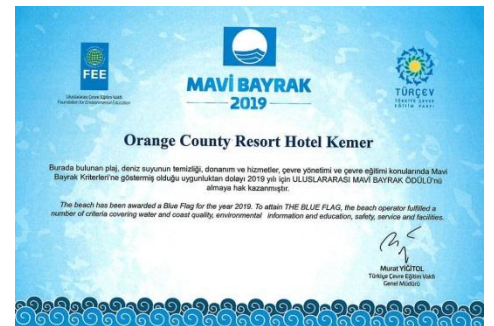 FEE
Uluslararası Çevre Eğitim Vakfı
Foundation for Environmental Education
MAVİ BAYRAK
2019
TÜRÇEV
TÜRKİYE ÇEVRE
EĞİTİM VAKFI
Orange County Resort Hotel Kemer
Burada bulunan plaj, deniz suyunun temizliği, donanım ve hizmetler, çevre yönetimi ve çevre eğitimi konularında Mavi
Bayrak Kriterleri'ne göstermiş olduğu uygunluktan dolayı 2019 yılı için ULUSLARARASI MAVİ BAYRAK ÖDÜLÜ'nü
almaya hak kazanmıştır.
The beach has been awarded a Blue Flag for the year 2019. To attain THE BLUE FLAG, the beach operator fulfilled a
number of criteria covering water and coast quality, environmental information and education, safety, service and facilities.
Murat YİĞİTOL
Türkiye Çevre Eğitim Vakfı
Genel Müdürü